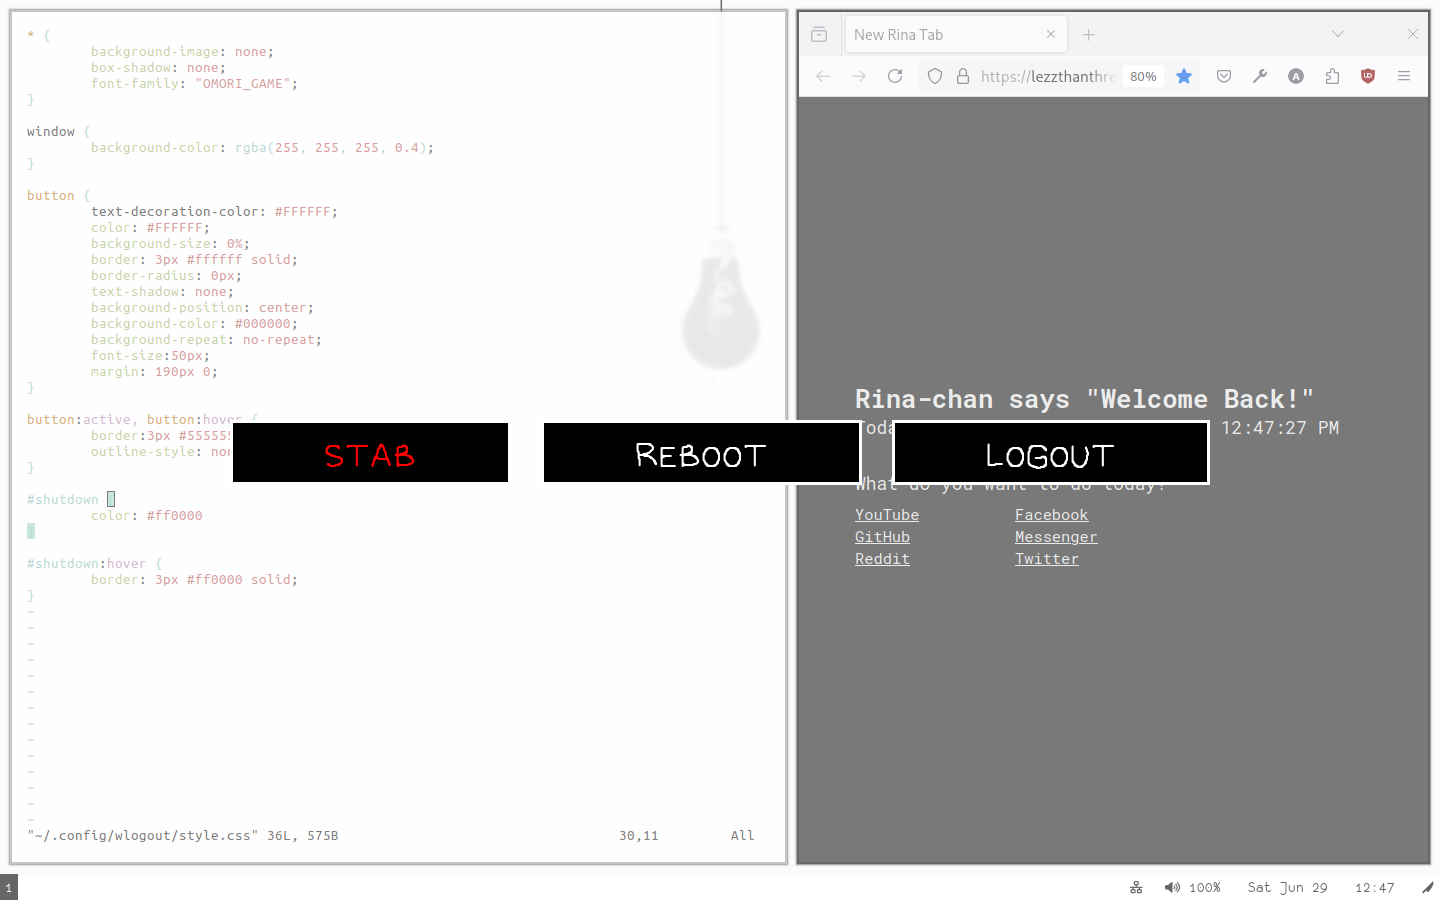 * {
background-image: none;
box-shadow: none;
font-family: "OMORI_GAME";
}
window {
background-color: rgba(255, 255, 255, 0.4);
}
button {
text-decoration-color: #FFFFFF;
color: #FFFFFF;
background-size: 0%;
border: 3px #ffffff solid;
border-radius: 0px;
text-shadow: none;
background-position: center;
background-color: #000000;
background-repeat: no-repeat;
font-size:50px;
margin: 190px 0;
}
button:active, button:hover {
border:3px #555555
outline-style:
}
#shutdown {
color: #ff0000
}
#shutdown:hover {
border: 3px #ff0000 solid;
}
~
~
~
~
~
~
~
~
~
~
~
~
~
~
"~/.config/wlogout/style.css" 36L, 575B 30,11 All
New Rina Tab
https://lezzthanthre 80%
Rina-chan says "Welcome Back!"
12:47:27 PM
What do you want to do today?
YouTube Facebook
GitHub Messenger
Reddit Twitter
STAB REBOOT LOGOUT
1 100% Sat Jun 29 12:47